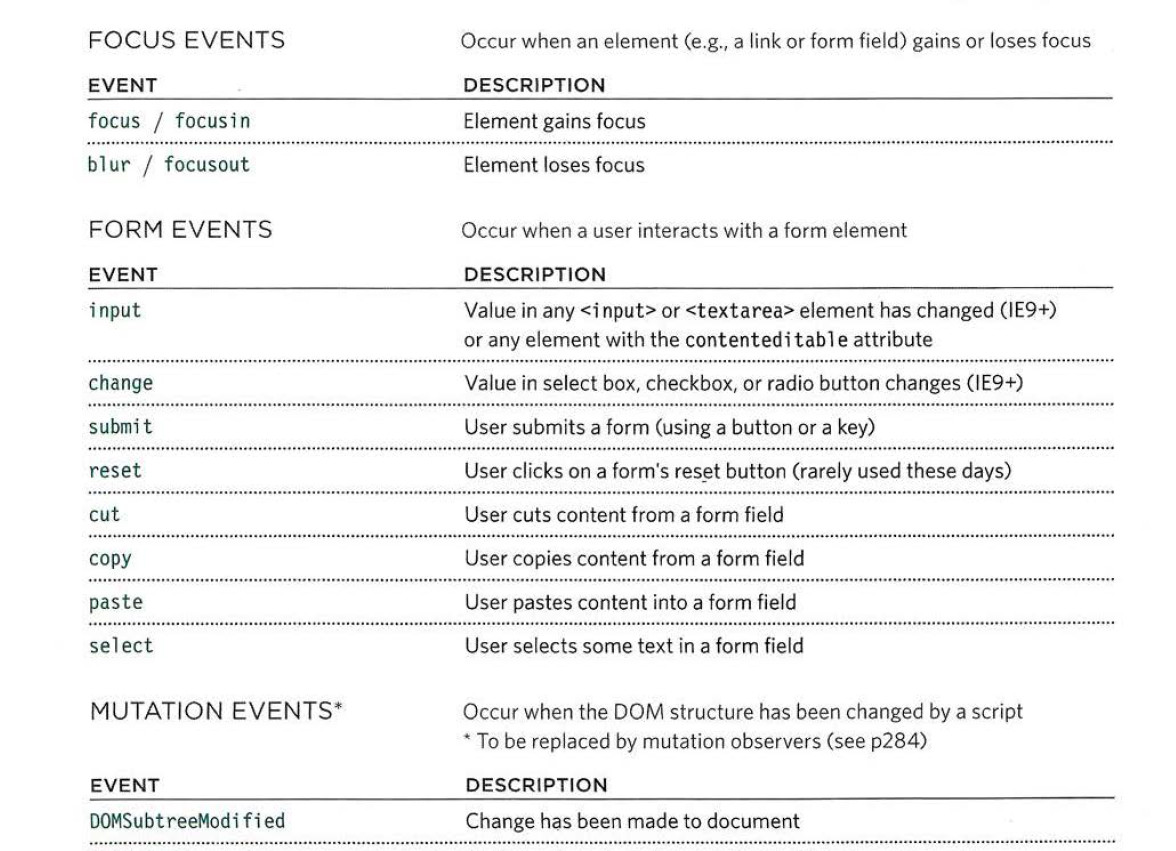 FOCUS EVENTS Occur when an element (e.g., a link or form field) gains or loses focus
EVENT DESCRIPTION
focus / focusin Element gains focus
blur / focusout Element loses focus
FORM EVENTS Occur when a user interacts with a form element
EVENT DESCRIPTION
input Value in any <input> or <textarea> element has changed (IE9+)
or any element with the contenteditable attribute
change Value in select box, checkbox, or radio button changes (IE9+)
submit User submits a form (using a button or a key)
reset User clicks on a form's reset button (rarely used these days)
cut User cuts content from a form field
copy User copies content from a form field
paste User pastes content into a form field
select User selects some text in a form field
MUTATION EVENTS* Occur when the DOM structure has been changed by a script
* To be replaced by mutation observers (see p284)
EVENT DESCRIPTION
DOMSubtreeModified Change has been made to document